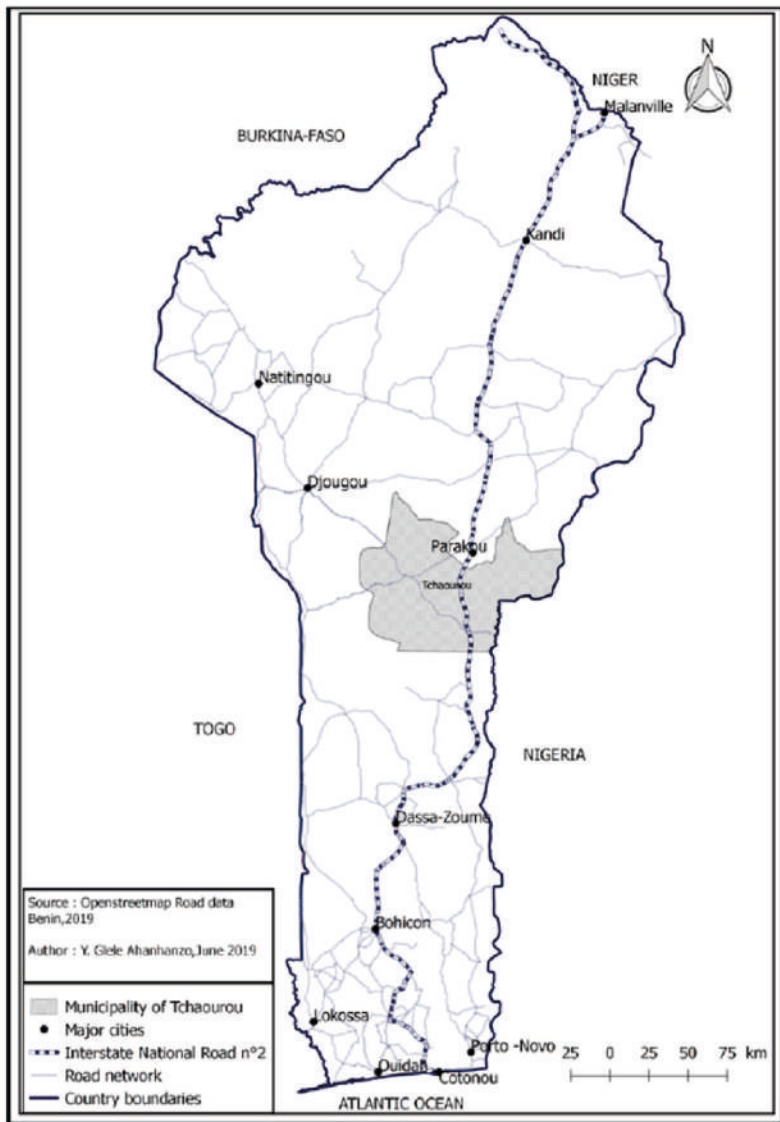 N
NIGER
Malanville
BURKINA-FASO
Kandi
Natitingou
Djougou
Parakou
Tchaourou
TOGO
NIGERIA
Dassa-Zoume
Source : Openstreetmap Road data
Benin,2019
Author : Y. Glele Ahanhanzo,June 2019
Bohicon
Municipality of Tchaourou
Major cities
Interstate National Road n°2
Road network
Country boundaries
Lokossa
Porto -Novo
Ouidah
Cotonou
25 0 25 50 75 km
ATLANTIC OCEAN